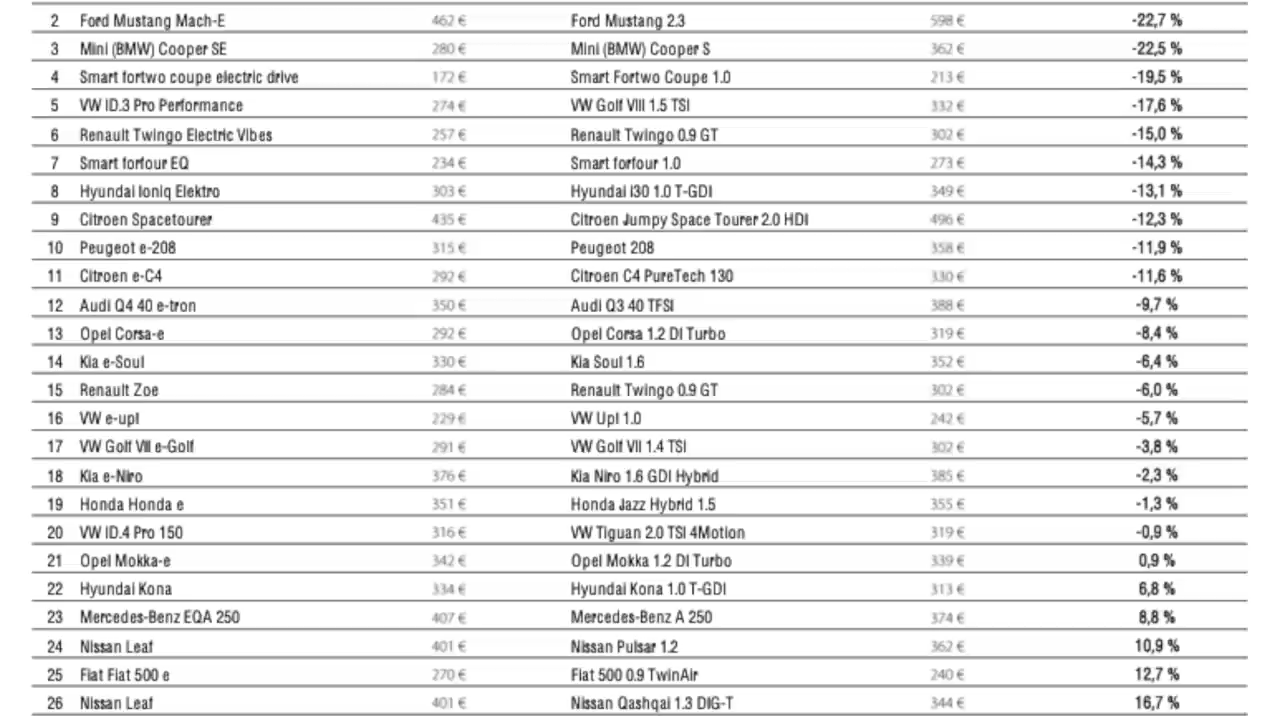 2 Ford Mustang Mach-E 462 € Ford Mustang 2.3 598 € -22,7 %
3 Mini (BMW) Cooper SE 280 € Mini (BMW) Cooper S 362 € -22,5 %
4 Smart fortwo coupe electric drive 172 € Smart Fortwo Coupe 1.0 213 € -19,5 %
5 VW ID.3 Pro Performance 274 € VW Golf VIII 1.5 TSI 332 € -17,6 %
6 Renault Twingo Electric Vibes 257 € Renault Twingo 0.9 GT 302 € -15,0 %
7 Smart forfour EQ 234 € Smart forfour 1.0 273 € -14,3 %
8 Hyundai Ioniq Elektro 303 € Hyundai i30 1.0 T-GDI 349 € -13,1 %
9 Citroen Spacetourer 435 € Citroen Jumpy Space Tourer 2.0 HDI 496 € -12,3 %
10 Peugeot e-208 315 € Peugeot 208 358 € -11,9 %
11 Citroen e-C4 292 € Citroen C4 PureTech 130 330 € -11,6 %
12 Audi Q4 40 e-tron 350 € Audi Q3 40 TFSI 388 € -9,7 %
13 Opel Corsa-e 292 € Opel Corsa 1.2 DI Turbo 319 € -8,4 %
14 Kia e-Soul 330 € Kia Soul 1.6 352 € -6,4 %
15 Renault Zoe 284 € Renault Twingo 0.9 GT 302 € -6,0 %
16 VW e-up! 229 € VW Up! 1.0 242 € -5,7 %
17 VW Golf VII e-Golf 291 € VW Golf VII 1.4 TSI 302 € -3,8 %
18 Kia e-Niro 376 € Kia Niro 1.6 GDI Hybrid 385 € -2,3 %
19 Honda Honda e 351 € Honda Jazz Hybrid 1.5 355 € -1,3 %
20 VW ID.4 Pro 150 316 € VW Tiguan 2.0 TSI 4Motion 319 € -0,9 %
21 Opel Mokka-e 342 € Opel Mokka 1.2 DI Turbo 339 € 0,9 %
22 Hyundai Kona 334 € Hyundai Kona 1.0 T-GDI 313 € 6,8 %
23 Mercedes-Benz EQA 250 407 € Mercedes-Benz A 250 374 € 8,8 %
24 Nissan Leaf 401 € Nissan Pulsar 1.2 362 € 10,9 %
25 Fiat Fiat 500 e 270 € Fiat 500 0.9 TwinAir 240 € 12,7 %
26 Nissan Leaf 401 € Nissan Qashqai 1.3 DIG-T 344 € 16,7 %